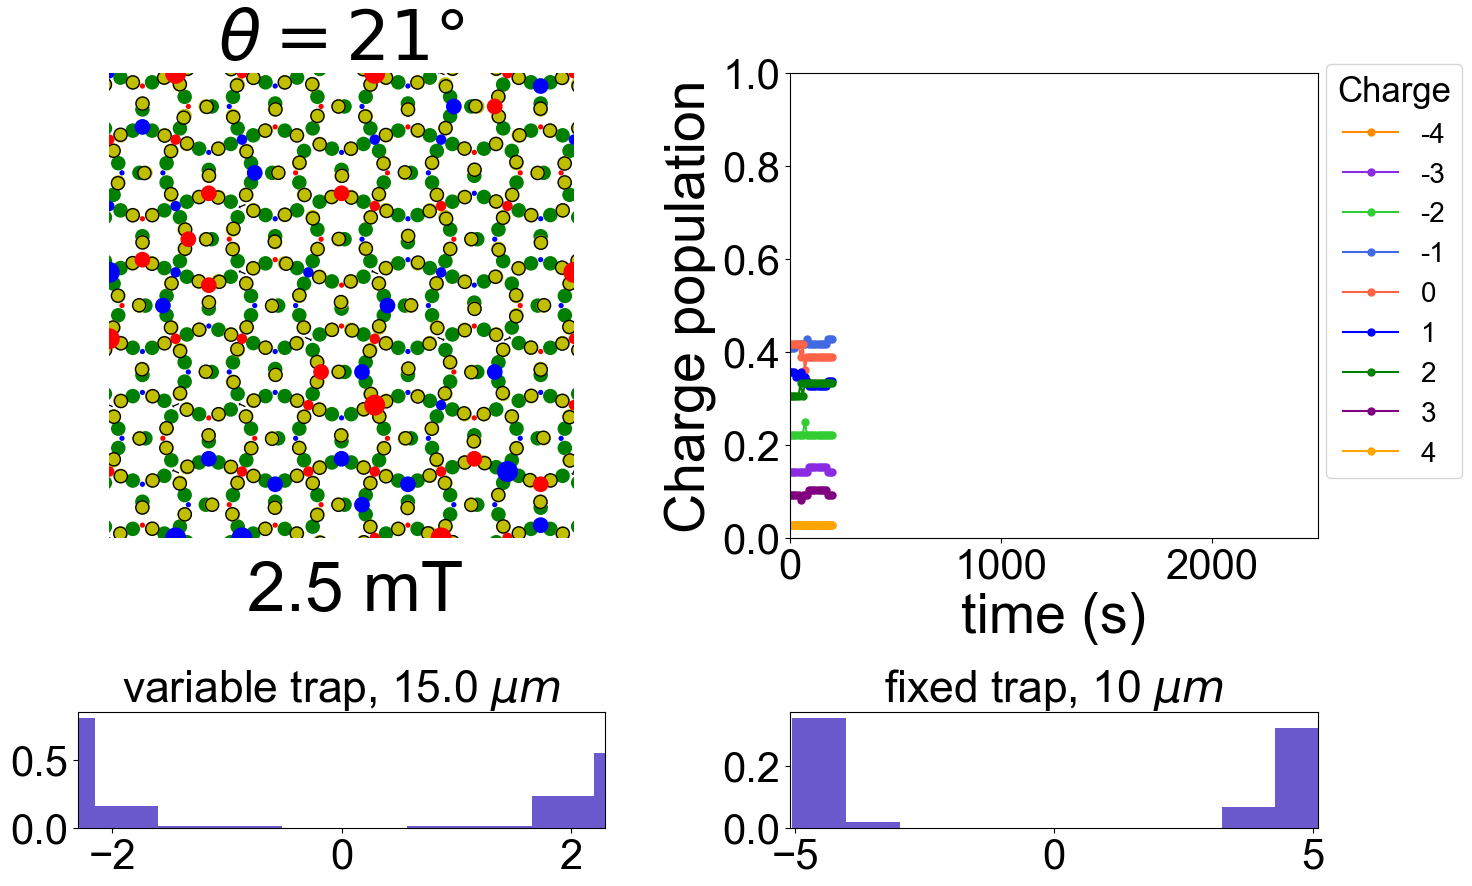 θ = 21°
2.5 mT
Charge population
1.0
0.8
0.6
0.4
0.2
0.0
0 1000 2000
time (s)
Charge
-4
-3
-2
-1
0
1
2
3
4
variable trap, 15.0 μm
0.5
0.0
−2 0 2
fixed trap, 10 μm
0.2
0.0
−5 0 5